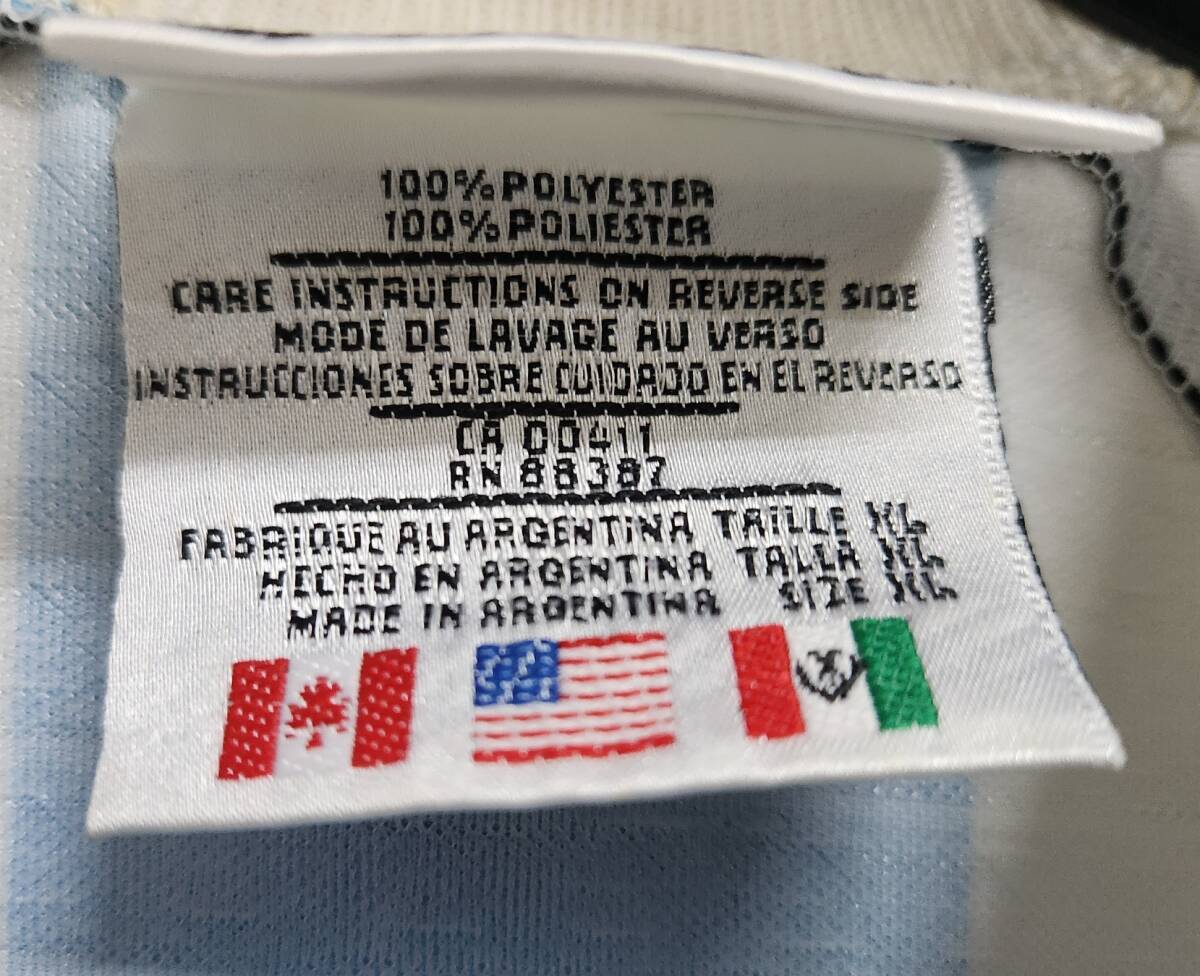 100% POLYESTER
100% POLIESTER
CARE INSTRUCTIONS ON REVERSE SIDE
MODE DE LAVAGE AU VERSO
INSTRUCCIONES SOBRE CUIDADO EN EL REVERSO
CA 00411
RN 88387
FABRIQUE AU ARGENTINA TAILLE XL
HECHO EN ARGENTINA TALLA XL
MADE IN ARGENTINA SIZE XL